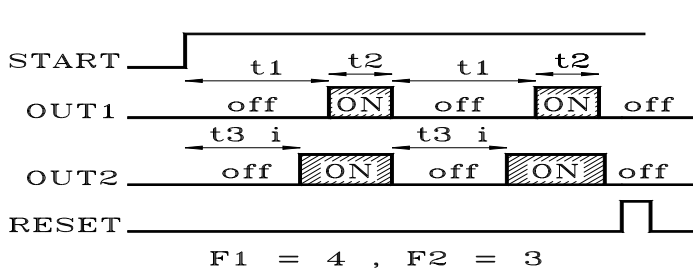 START
t1 t2 t1 t2
OUT1 off ON off ON off
t3 i t3 i
OUT2 off ON off ON off
RESET
F1 = 4 , F2 = 3